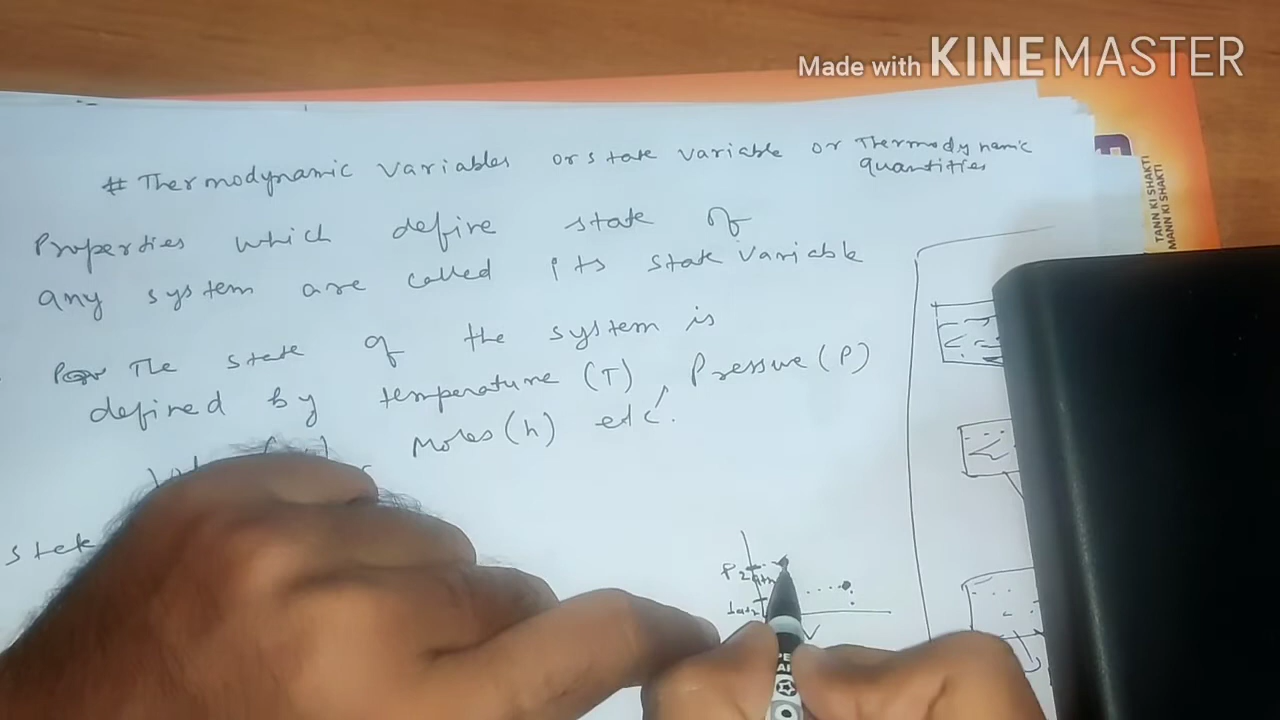 Made with KINEMASTER
# Thermodynamic variables or state variable or Thermodynamic
quantities
Properties which define state of
any system are called its state variable
The state of the system is
defined by temperature (T), Pressure (P)
Moles (n) etc.
P
2atm
1atm
V
TANN KI SHAKTI
MANN KI SHAKTI